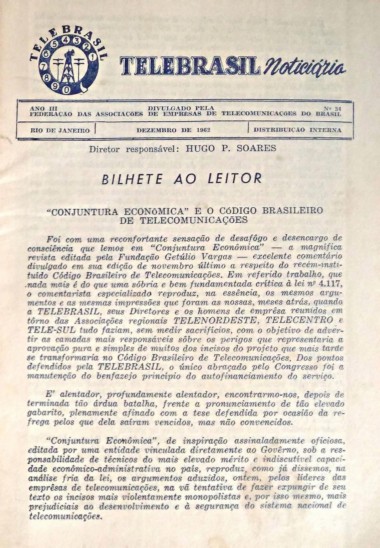 TELEBRASIL
TELEBRASIL Noticiário
ANO III
DIVULGADO PELA
FEDERAÇÃO DAS ASSOCIAÇÕES DE EMPRESAS DE TELECOMUNICAÇÕES DO BRASIL
RIO DE JANEIRO
DEZEMBRO DE 1962
DISTRIBUIÇÃO INTERNA
Diretor responsável: HUGO P. SOARES
BILHETE AO LEITOR
"CONJUNTURA ECONOMICA" E O CÓDIGO BRASILEIRO
DE TELECOMUNICAÇÕES
Foi com uma reconfortante sensação de desafôgo e desencargo de
consciência que lemos em "Conjuntura Econômica" — a magnífica
revista editada pela Fundação Getúlio Vargas — excelente comentário
divulgado em sua edição de novembro último a respeito do recém-insti-
tuído Código Brasileiro de Telecomunicações. Em referido trabalho, que
nada mais é do que uma sóbria e bem fundamentada crítica à lei nº 4.117,
o comentarista especializado reproduz, na essência, os mesmos argu-
mentos e as mesmas impressões que foram as nossas, meses atrás, quando
a TELEBRASIL, seus Diretores e os homens de emprêsa reunidos em
tôrno das Associações regionais TELENORDESTE, TELECENTRO e
TELE-SUL tudo faziam, sem medir sacrifícios, com o objetivo de adver-
tir as camadas mais responsáveis sôbre os perigos que representaria a
aprovação pura e simples de muitos dos incisos do projeto que mais tarde
se transformaria no Código Brasileiro de Telecomunicações. Dos pontos
defendidos pela TELEBRASIL, o único abraçado pelo Congresso foi a
manutenção do benfazejo princípio do autofinanciamento do serviço.
E' alentador, profundamente alentador, encontrarmo-nos, depois de
terminada tão árdua batalha, frente a pronunciamento de tão elevado
gabarito, plenamente afinado com a tese defendida por ocasião da re-
frega pelos que dela saíram vencidos, mas não convencidos.
"Conjuntura Econômica", de inspiração assinaladamente oficiosa,
editada por uma entidade vinculada diretamente ao Govêrno, sob a res-
ponsabilidade de técnicos do mais elevado mérito e indiscutível capaci-
dade econômico-administrativa no país, reproduz, como já dissemos, na
análise fria da lei, os argumentos aduzidos, ontem, pelos líderes das
emprêsas de telecomunicações, na vã tentativa de fazer expungir de seu
texto os incisos mais violentamente monopolistas e, por isso mesmo, mais
prejudiciais ao desenvolvimento e à segurança do sistema nacional de
telecomunicações.